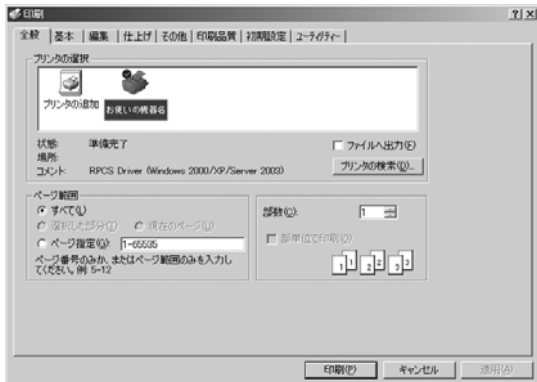 印刷
全般 基本 編集 仕上げ その他 印刷品質 初期設定 ユーティリティー
プリンタの選択
プリンタの追加 お使いの機器名
状態: 準備完了
場所:
コメント: RPCS Driver (Windows 2000/XP/Server 2003)
ファイルへ出力(E)
プリンタの検索(D)...
ページ範囲
すべて(L)
選択した部分(T) 現在のページ(U)
ページ指定(G): 1-65535
ページ番号のみか、またはページ範囲のみを入力し
てください。例: 5-12
部数(C): 1
部単位で印刷(O)
1 1 2 2 3 3
印刷(P) キャンセル 適用(A)